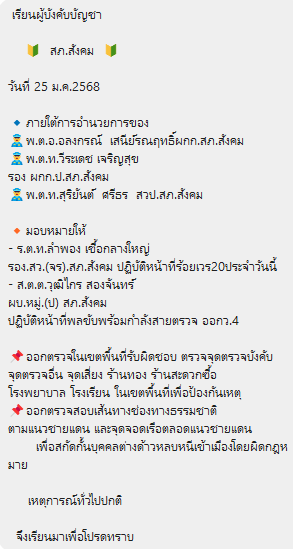 เรียนผู้บังคับบัญชา
🔰 สภ.สังคม 🔰
วันที่ 25 ม.ค.2568
🔹ภายใต้การอำนวยการของ
👮พ.ต.อ.อลงกรณ์ เสนีย์รณฤทธิ์ผกก.สภ.สังคม
👮พ.ต.ท.วีระเดช เจริญสุข
รอง ผกก.ป.สภ.สังคม
👮พ.ต.ท.สุริยันต์ ศรีธร สวป.สภ.สังคม
🔸มอบหมายให้
- ร.ต.ท.ลำพอง เชื้อกลางใหญ่
รอง.สว.(จร).สภ.สังคม ปฏิบัติหน้าที่ร้อยเวร20ประจำวันนี้
- ส.ต.ต.วุฒิไกร สองจันทร์
ผบ.หมู่.(ป) สภ.สังคม
ปฏิบัติหน้าที่พลขับพร้อมกำลังสายตรวจ ออกว.4
📌ออกตรวจในเขตพื้นที่รับผิดชอบ ตรวจจุดตรวจบังคับ
จุดตรวจอื่น จุดเสี่ยง ร้านทอง ร้านสะดวกซื้อ
โรงพยาบาล โรงเรียน ในเขตพื้นที่เพื่อป้องกันเหตุ
📌ออกตรวจสอบเส้นทางช่องทางธรรมชาติ
ตามแนวชายแดน และจุดจอดเรือตลอดแนวชายแดน
เพื่อสกัดกั้นบุคคลต่างด้าวหลบหนีเข้าเมืองโดยผิดกฎห
มาย
เหตุการณ์ทั่วไปปกติ
จึงเรียนมาเพื่อโปรดทราบ